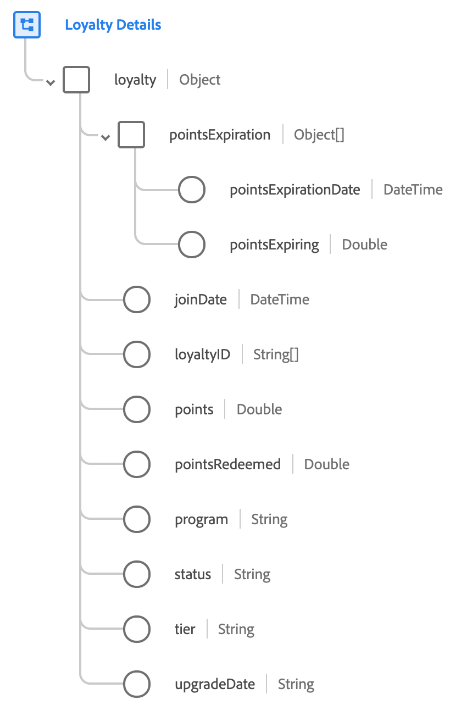 Loyalty Details
loyalty Object
pointsExpiration Object[]
pointsExpirationDate DateTime
pointsExpiring Double
joinDate DateTime
loyaltyID String[]
points Double
pointsRedeemed Double
program String
status String
tier String
upgradeDate String